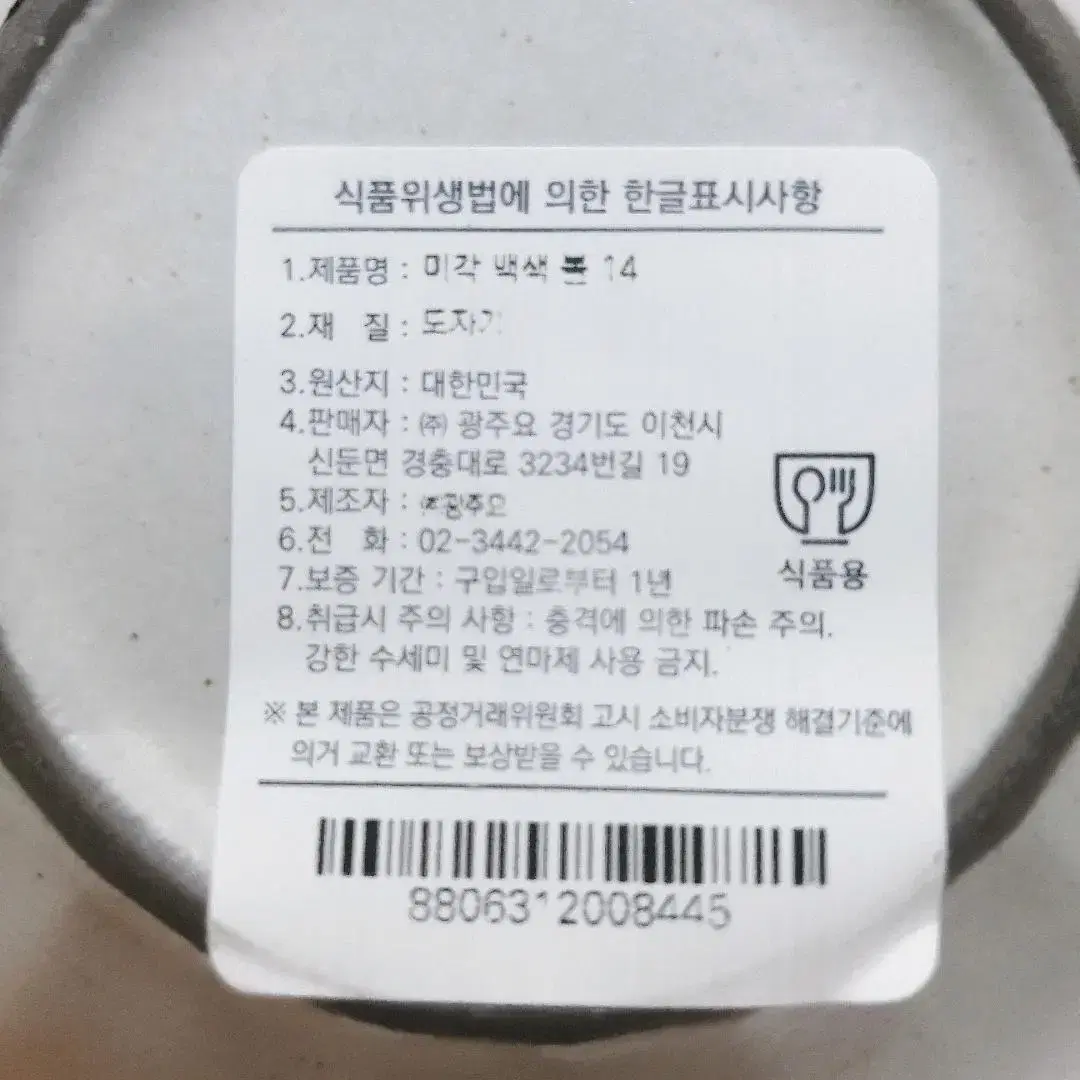 식품위생법에 의한 한글표시사항
1.제품명 : 미각 백색 볼 14
2.재 질 : 도자기
3.원산지 : 대한민국
4.판매자 : ㈜ 광주요 경기도 이천시
신둔면 경충대로 3234번길 19
5.제조자 : ㈜광주요
6.전 화 : 02-3442-2054
7.보증 기간 : 구입일로부터 1년
8.취급시 주의 사항 : 충격에 의한 파손 주의.
강한 수세미 및 연마제 사용 금지.
식품용
※ 본 제품은 공정거래위원회 고시 소비자분쟁 해결기준에
의거 교환 또는 보상받을 수 있습니다.
8806312008445